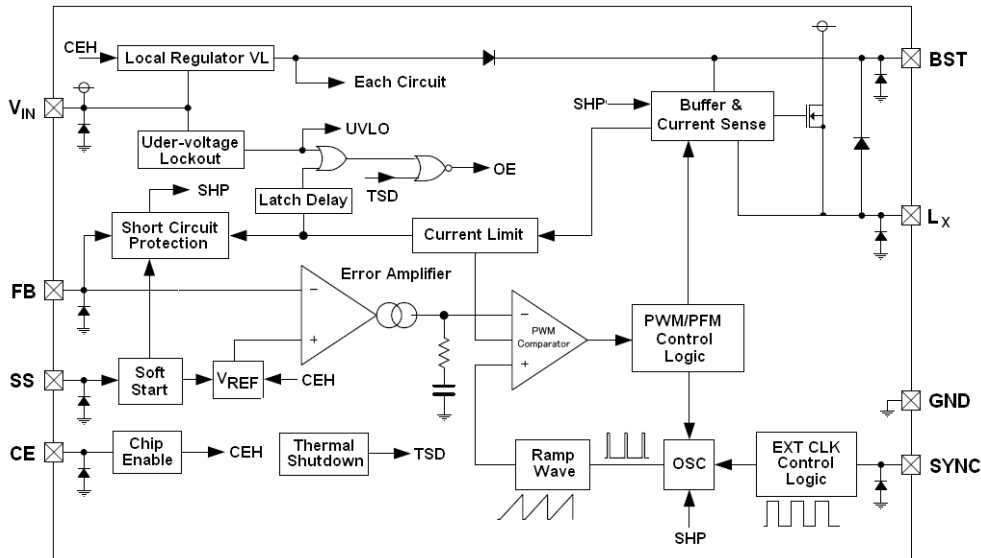 CEH
Local Regulator VL
BST
Each Circuit
VIN
SHP
Buffer &
Current Sense
UVLO
Uder-voltage
Lockout
OE
TSD
SHP
Latch Delay
LX
Short Circuit
Protection
Current Limit
Error Amplifier
FB
−
+
−
PWM
Comparator
+
PWM/PFM
Control
Logic
SS
Soft
Start
VREF
CEH
GND
CE
Chip
Enable
CEH
Thermal
Shutdown
TSD
Ramp
Wave
OSC
EXT CLK
Control
Logic
SYNC
SHP